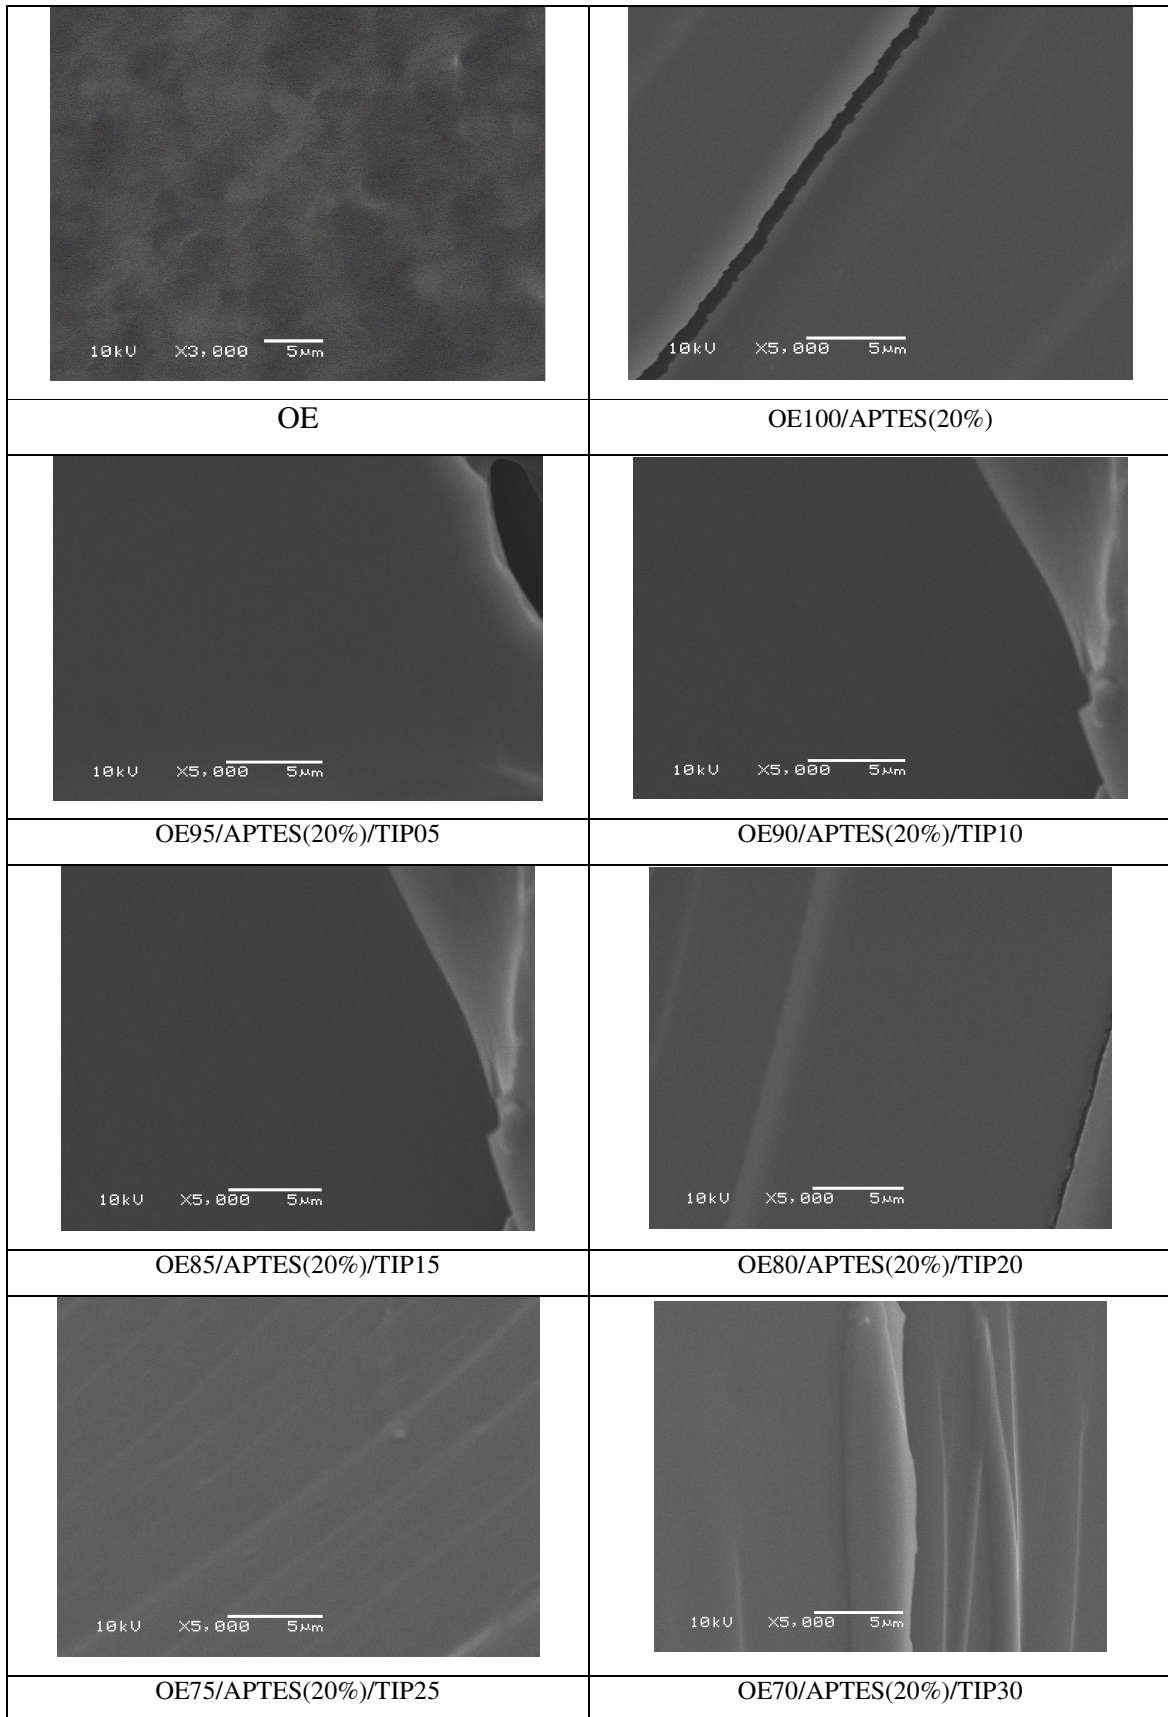 10kV X3,000 5μm
10kV X5,000 5μm
OE
OE100/APTES(20%)
10kV X5,000 5μm
10kV X5,000 5μm
OE95/APTES(20%)/TIP05
OE90/APTES(20%)/TIP10
10kV X5,000 5μm
10kV X5,000 5μm
OE85/APTES(20%)/TIP15
OE80/APTES(20%)/TIP20
10kV X5,000 5μm
10kV X5,000 5μm
OE75/APTES(20%)/TIP25
OE70/APTES(20%)/TIP30